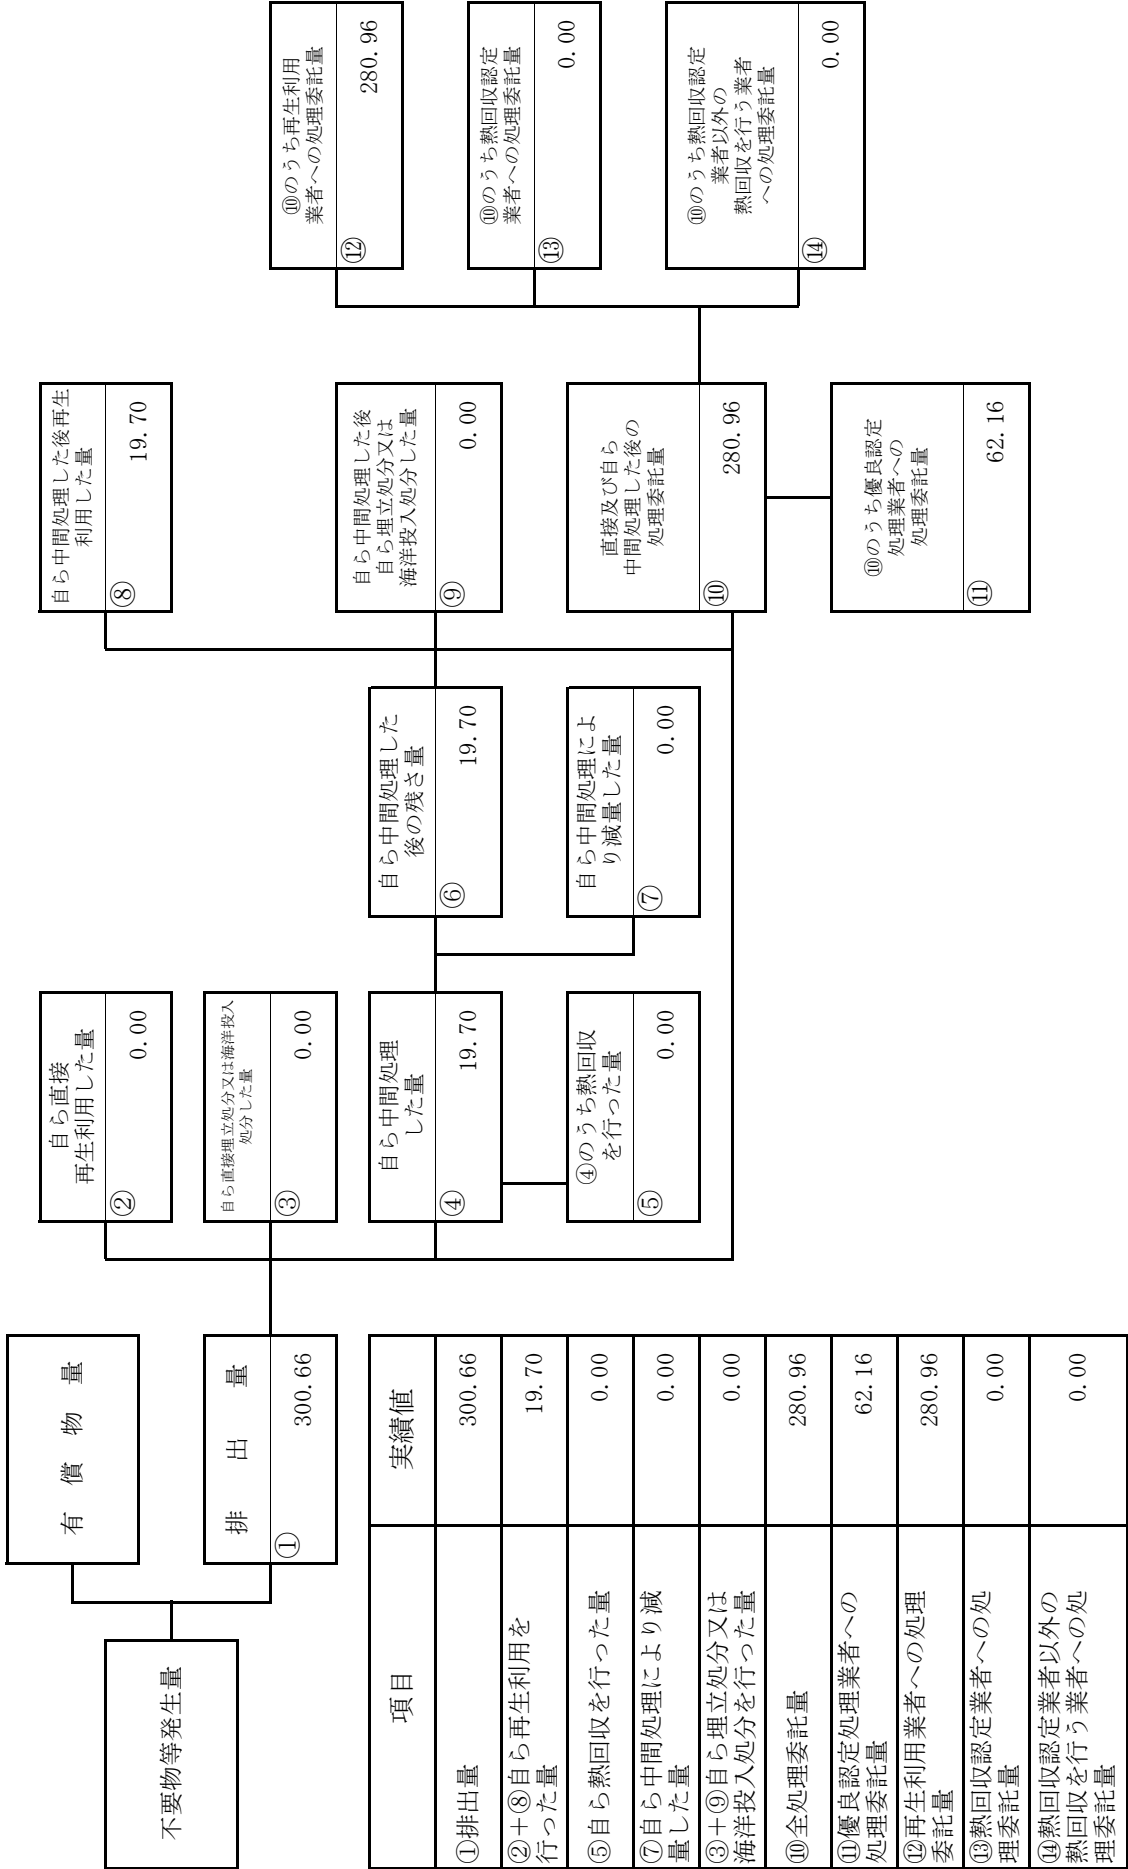 不要物等発生量
有償物量
排出量
①
300.66
自ら直接
再生利用した量
②
0.00
自ら直接埋立処分又は海洋投入
処分した量
③
0.00
自ら中間処理
した量
④
19.70
④のうち熱回収
を行った量
⑤
0.00
自ら中間処理した
後の残さ量
⑥
19.70
自ら中間処理によ
り減量した量
⑦
0.00
自ら中間処理した後再生
利用した量
⑧
19.70
自ら中間処理した後
自ら埋立処分又は
海洋投入処分した量
⑨
0.00
直接及び自ら
中間処理した後の
処理委託量
⑩
280.96
⑩のうち優良認定
処理業者への
処理委託量
⑪
62.16
⑩のうち再生利用
業者への処理委託量
⑫
280.96
⑩のうち熱回収認定
業者への処理委託量
⑬
0.00
⑩のうち熱回収認定
業者以外の
熱回収を行う業者
への処理委託量
⑭
0.00
項目
実績値
①排出量
300.66
②+⑧自ら再生利用を
行った量
19.70
⑤自ら熱回収を行った量
0.00
⑦自ら中間処理により減
量した量
0.00
③+⑨自ら埋立処分又は
海洋投入処分を行った量
0.00
⑩全処理委託量
280.96
⑪優良認定処理業者への
処理委託量
62.16
⑫再生利用業者への処理
委託量
280.96
⑬熱回収認定業者への処
理委託量
0.00
⑭熱回収認定業者以外の
熱回収を行う業者への処
理委託量
0.00